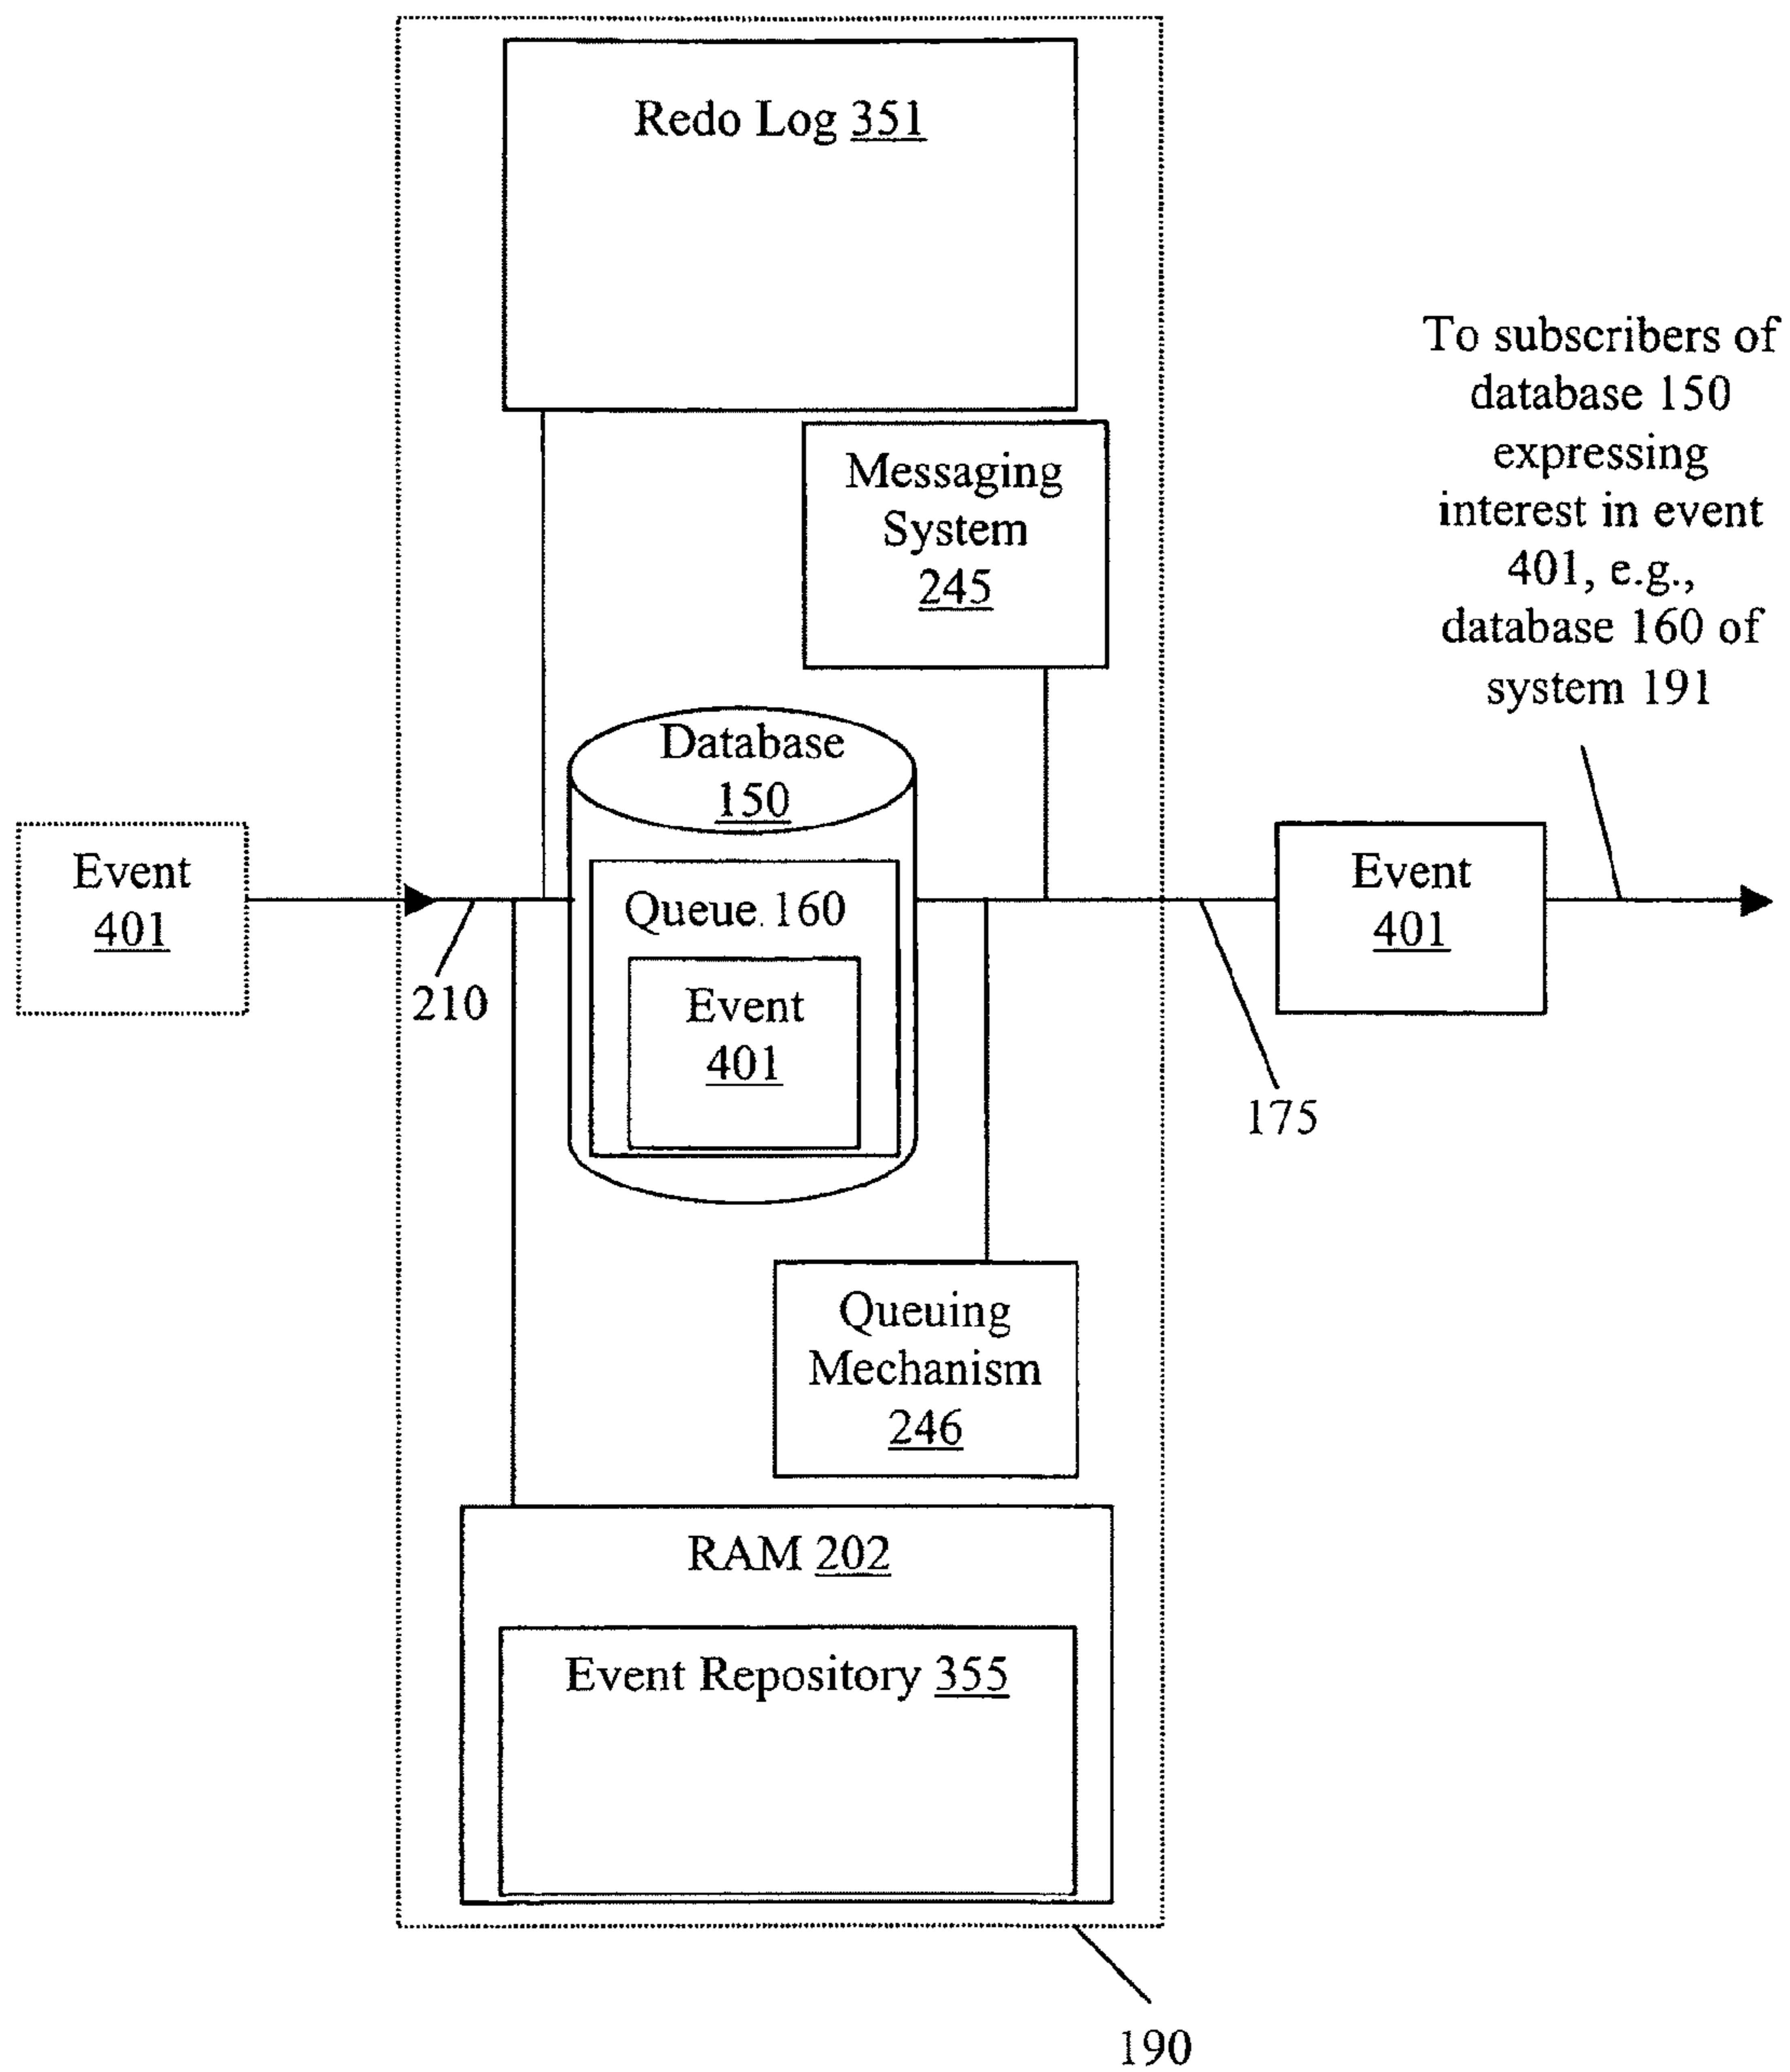 Redo Log 351
Messaging
System
245
To subscribers of
database 150
expressing
interest in event
401, e.g.,
database 160 of
system 191
Database
150
Event
401
210
Queue. 160
Event
401
Event
401
175
Queuing
Mechanism
246
RAM 202
Event Repository 355
190